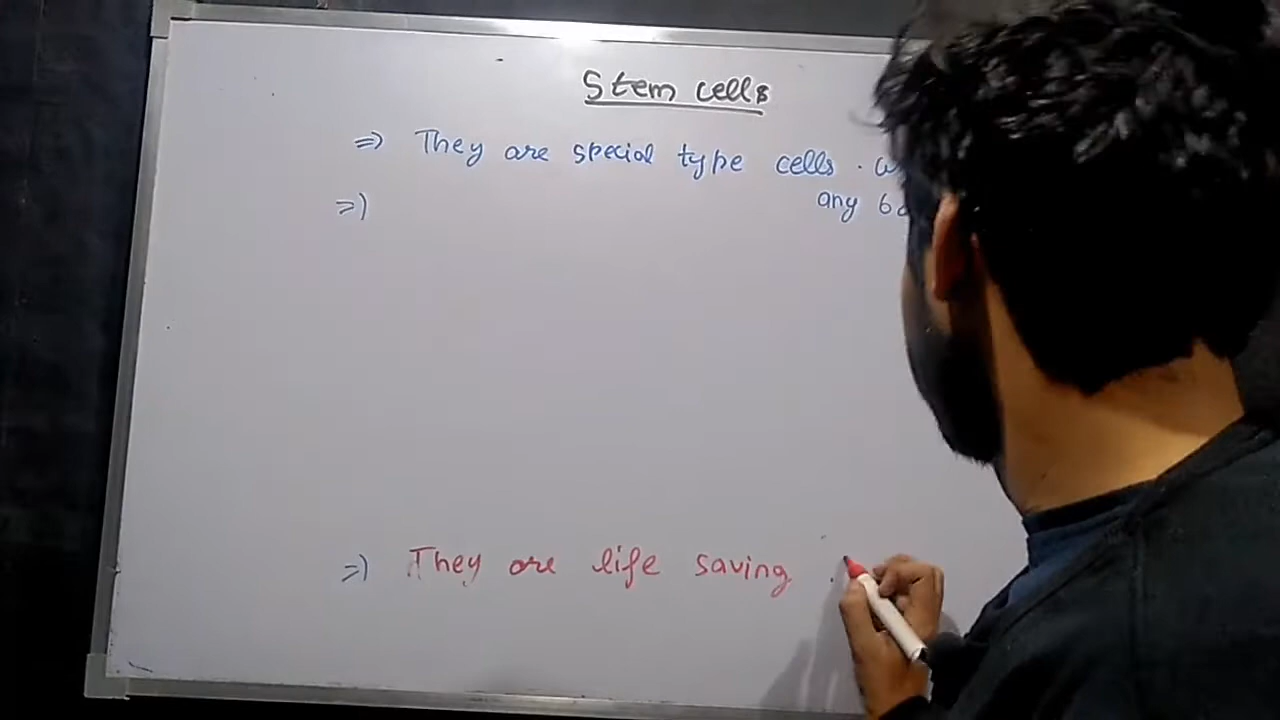 Stem cells
⇒ They are special type cells.
⇒ any
⇒ They are life saving